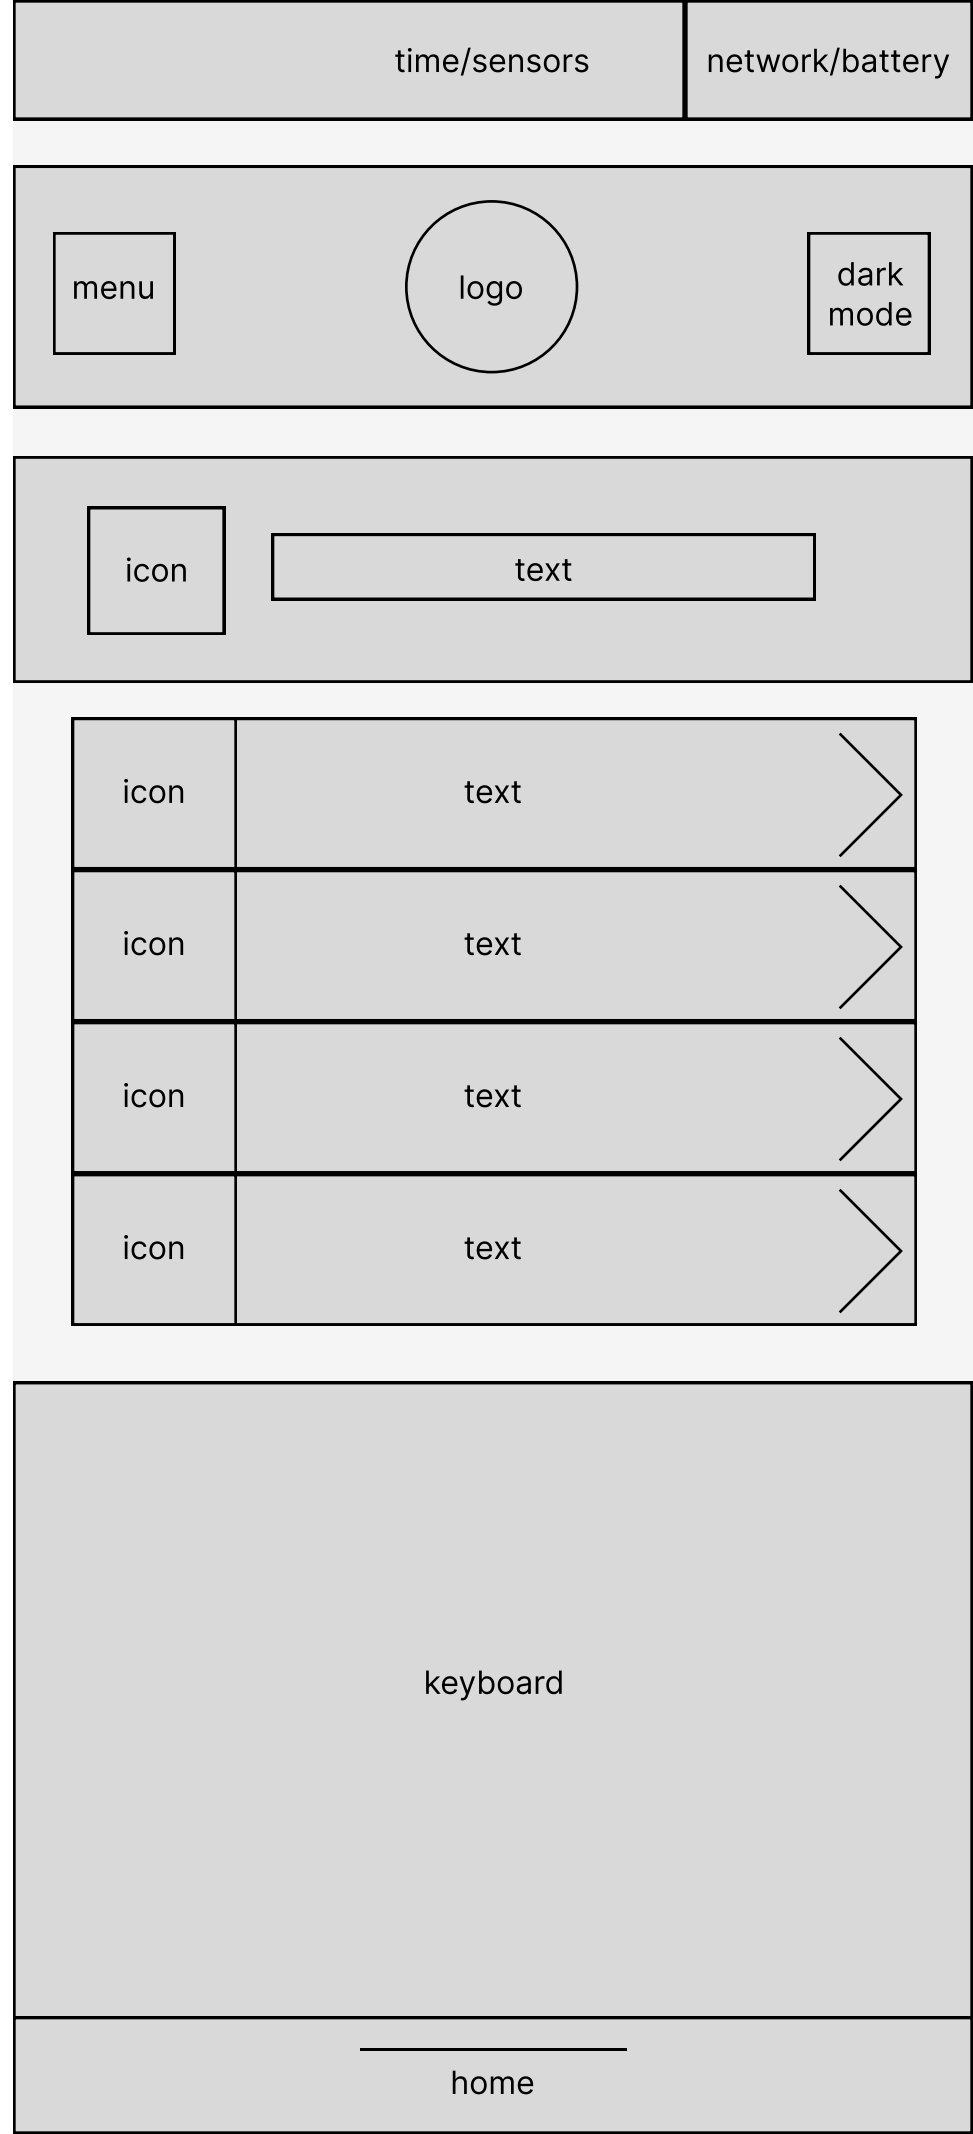 time/sensors
network/battery
menu
logo
dark
mode
icon
text
icon
text
icon
text
icon
text
icon
text
keyboard
home